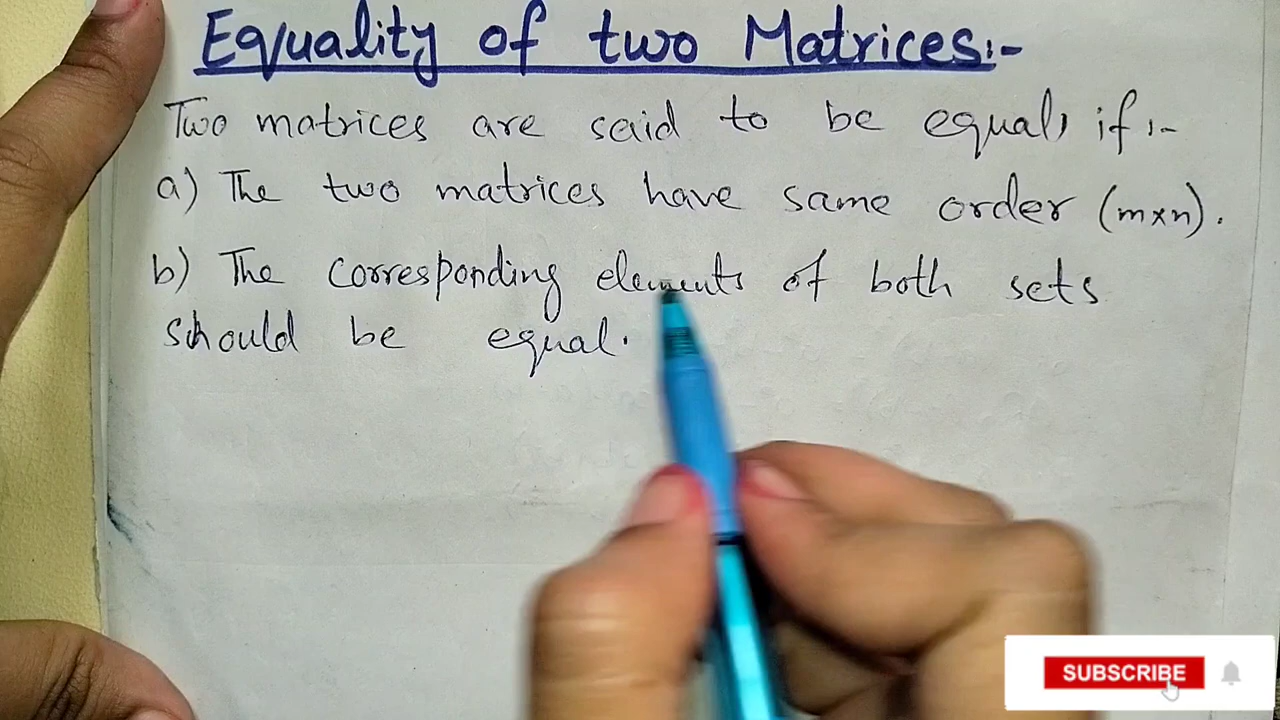 Equality of two Matrices:-
Two matrices are said to be equal, if :-
a) The two matrices have same order (m×n).
b) The corresponding elements of both sets
should be equal.
SUBSCRIBE